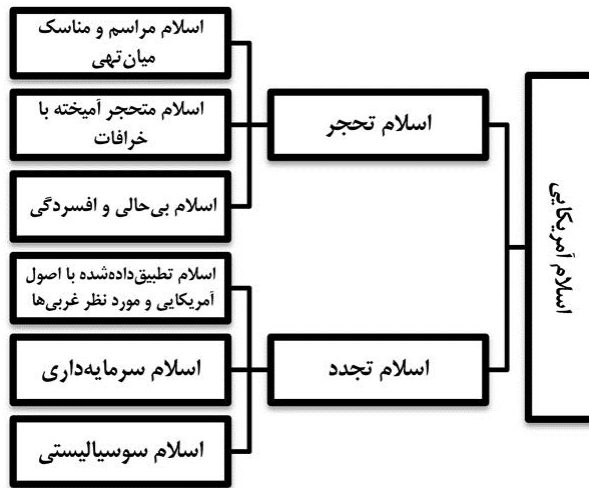 اسلام آمریکایی
اسلام تحجر
اسلام مراسم و مناسک
میان‌تهی
اسلام متحجر آمیخته با
خرافات
اسلام بی‌حالی و افسردگی
اسلام تجدد
اسلام تطبیق‌داده‌شده با اصول
آمریکایی و مورد نظر غربی‌ها
اسلام سرمایه‌داری
اسلام سوسیالیستی